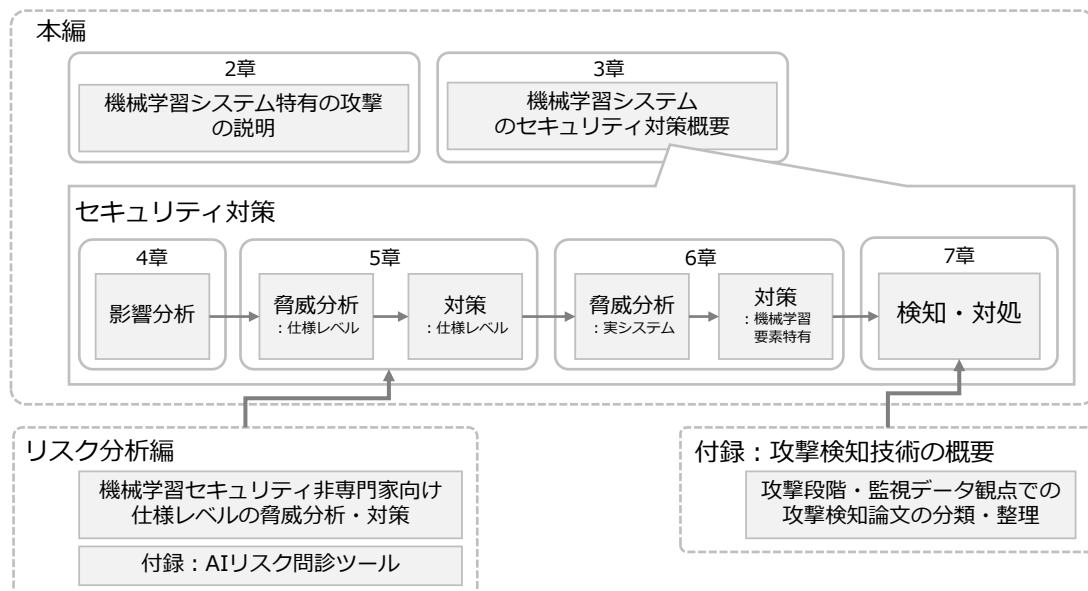 本編
2章
機械学習システム特有の攻撃
の説明
3章
機械学習システム
のセキュリティ対策概要
セキュリティ対策
4章
影響分析
5章
脅威分析
：仕様レベル
対策
：仕様レベル
6章
脅威分析
：実システム
対策
：機械学習
要素特有
7章
検知・対処
リスク分析編
機械学習セキュリティ非専門家向け
仕様レベルの脅威分析・対策
付録：AIリスク問診ツール
付録：攻撃検知技術の概要
攻撃段階・監視データ観点での
攻撃検知論文の分類・整理